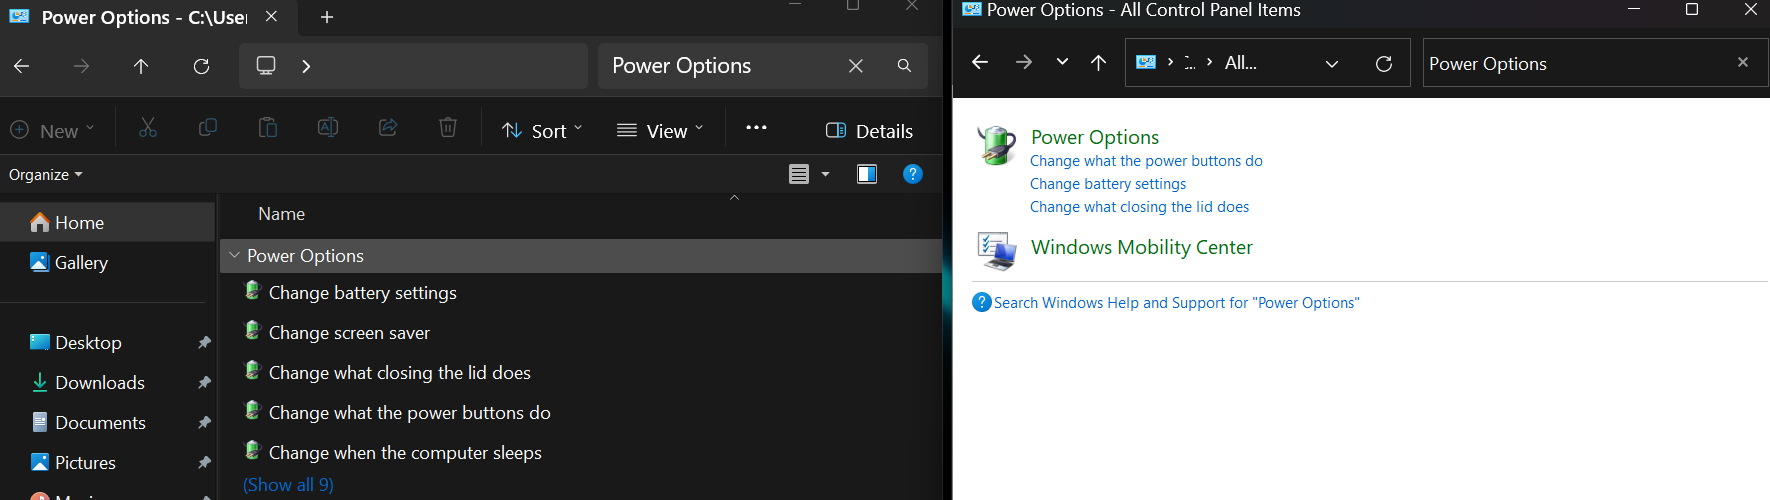 Power Options - C:\User
Power Options
New
Sort
View
Details
Organize
Home
Gallery
Desktop
Downloads
Documents
Pictures
Name
Power Options
Change battery settings
Change screen saver
Change what closing the lid does
Change what the power buttons do
Change when the computer sleeps
(Show all 9)
Power Options - All Control Panel Items
All...
Power Options
Power Options
Change what the power buttons do
Change battery settings
Change what closing the lid does
Windows Mobility Center
Search Windows Help and Support for "Power Options"